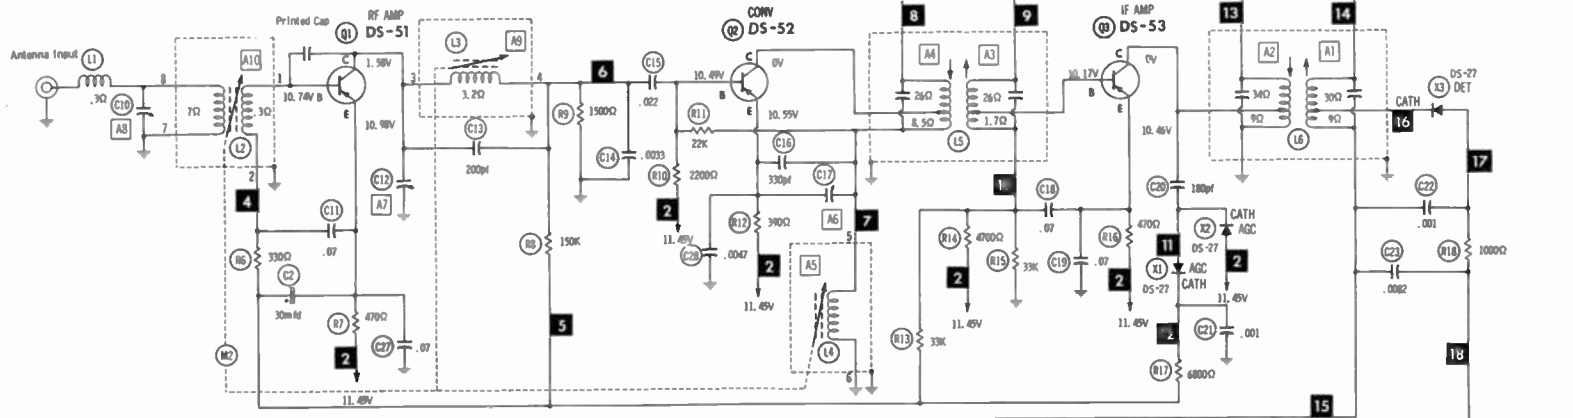 RF AMP
Q1 DS-51
Printed Cap
Antenna Input
L1
.3Ω
C10
A8
8
7
7Ω
A10
3Ω
L2
1
2
10.74V
B
C
E
1.58V
10.98V
4
C11
.07
R6
330Ω
C2
30mfd
R7
470Ω
2
11.45V
C27
.07
M2
C12
A7
3
L3
A9
3.2Ω
4
C13
200pf
R8
150K
5
6
R9
1500Ω
C14
.0033
C15
.022
CONV
Q2 DS-52
10.49V
B
C
E
0V
10.55V
R11
22K
R10
2200Ω
2
11.45V
C16
330pf
C17
A6
R12
390Ω
C28
.0047
2
11.45V
7
5
A5
L4
6
8
9
A4
A3
26Ω
26Ω
8.5Ω
1.7Ω
L5
IF AMP
Q3 DS-53
10.17V
B
C
E
0V
10.46V
C18
.07
R14
4700Ω
2
11.45V
R15
33K
C19
.07
R16
470Ω
2
11.45V
R13
33K
C20
180pf
11
X1
DS-27
AGC
CATH
X2
DS-27
CATH
AGC
2
11.45V
C21
.001
R17
6800Ω
13
14
A2
A1
34Ω
30Ω
9Ω
9Ω
L6
CATH
16
X3
DS-27
DET
17
C22
.001
C23
.0082
R18
1000Ω
18
15